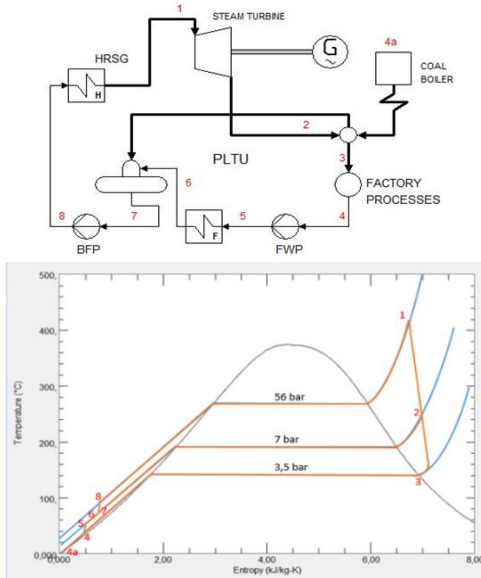 1
STEAM TURBINE
HRSG
H
G
~
4a
COAL
BOILER
2
3
PLTU
6
FACTORY
PROCESSES
8
7
5
4
F
BFP
FWP
500,
400,
300,
200,
100,
0,000
0,00
2,00
4,00
6,00
8,00
Temperature (°C)
Entropy (kJ/kg-K)
56 bar
7 bar
3,5 bar
1
2
3
8
6
7
5
4
4a